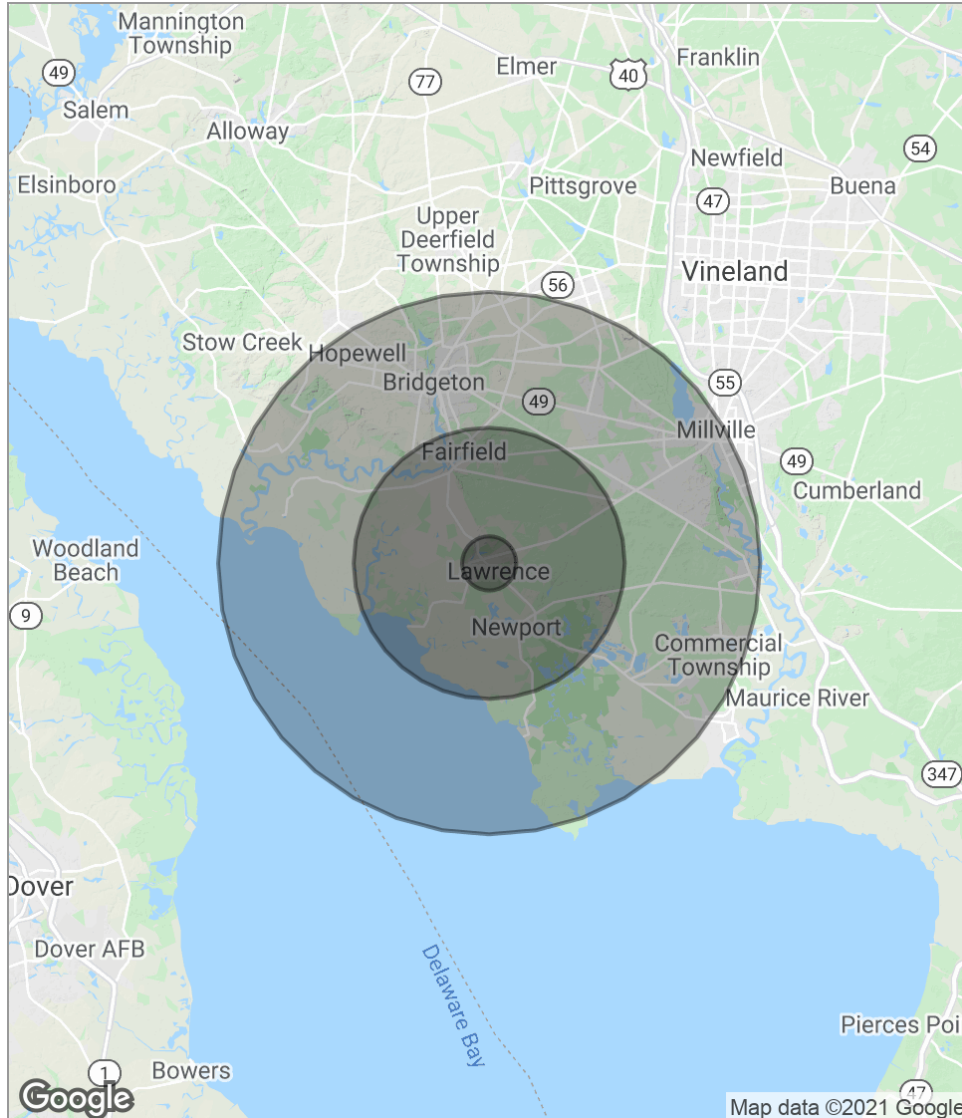 Mannington
Township
Franklin
Elmer
40
49
77
Salem
Alloway
54
Newfield
Elsinboro
Pittsgrove
47
Buena
Upper
Deerfield
Township
Vineland
56
Stow Creek
Hopewell
Bridgeton
55
49
Millville
Fairfield
49
Cumberland
Woodland
Beach
Lawrence
9
Newport
Commercial
Township
Maurice River
347
Dover
Dover AFB
Delaware Bay
Pierces Poi
1
Bowers
47
Google
Map data ©2021 Google